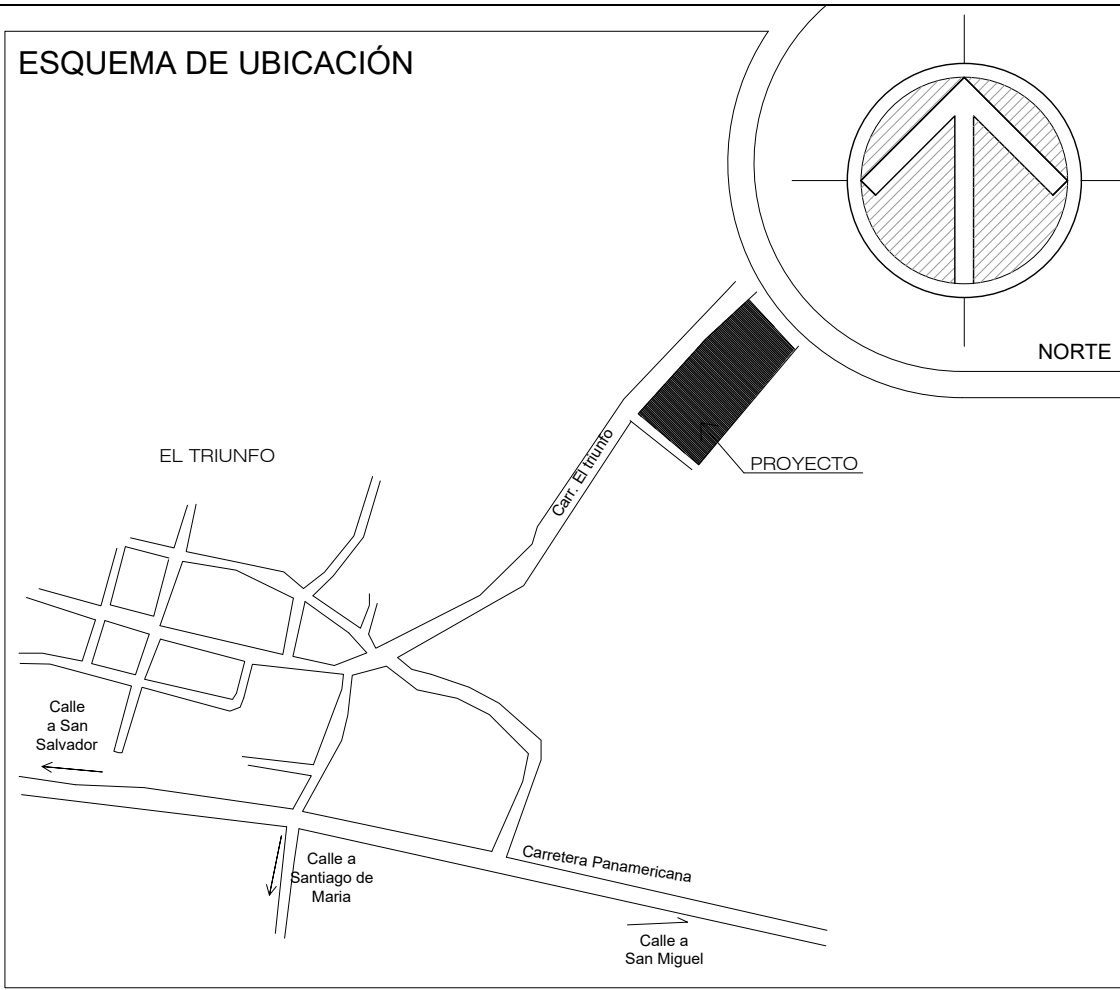 ESQUEMA DE UBICACIÓN
NORTE
EL TRIUNFO
Carr. El triunfo
PROYECTO
Calle
a San
Salvador
Calle a
Santiago de
Maria
Carretera Panamericana
Calle a
San Miguel